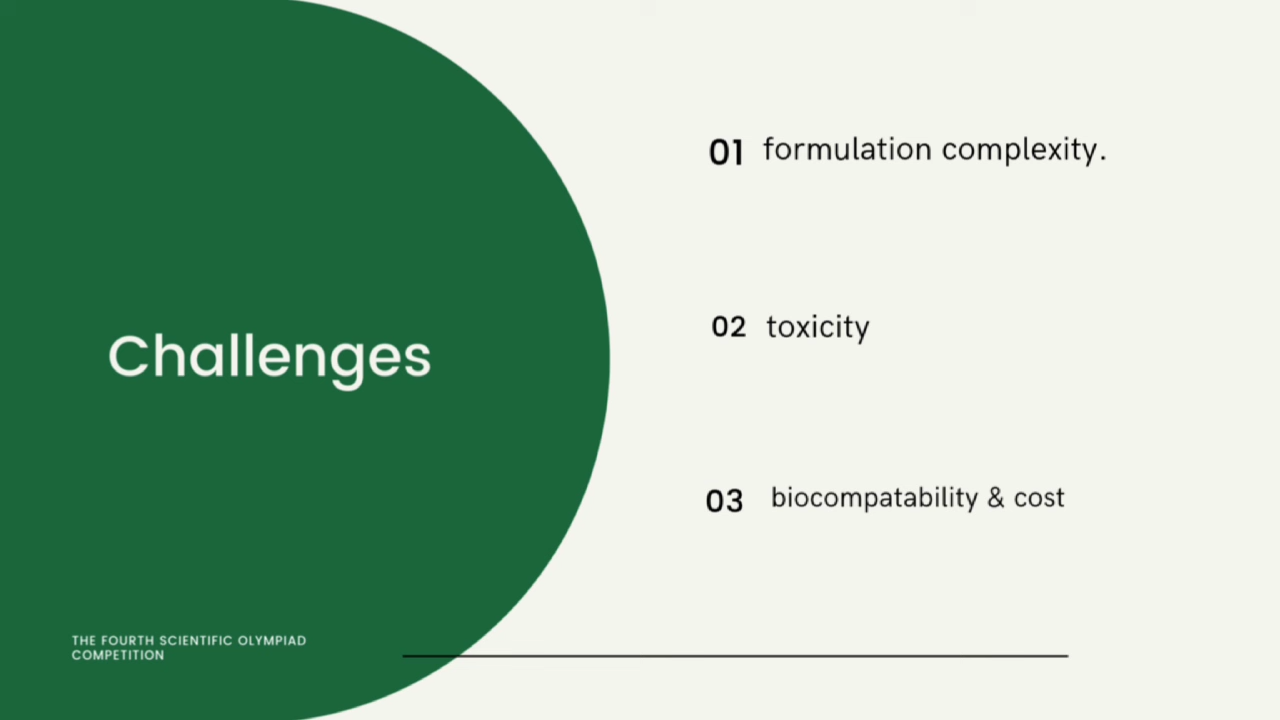 Challenges
01 formulation complexity.
02 toxicity
03 biocompatability & cost
THE FOURTH SCIENTIFIC OLYMPIAD
COMPETITION